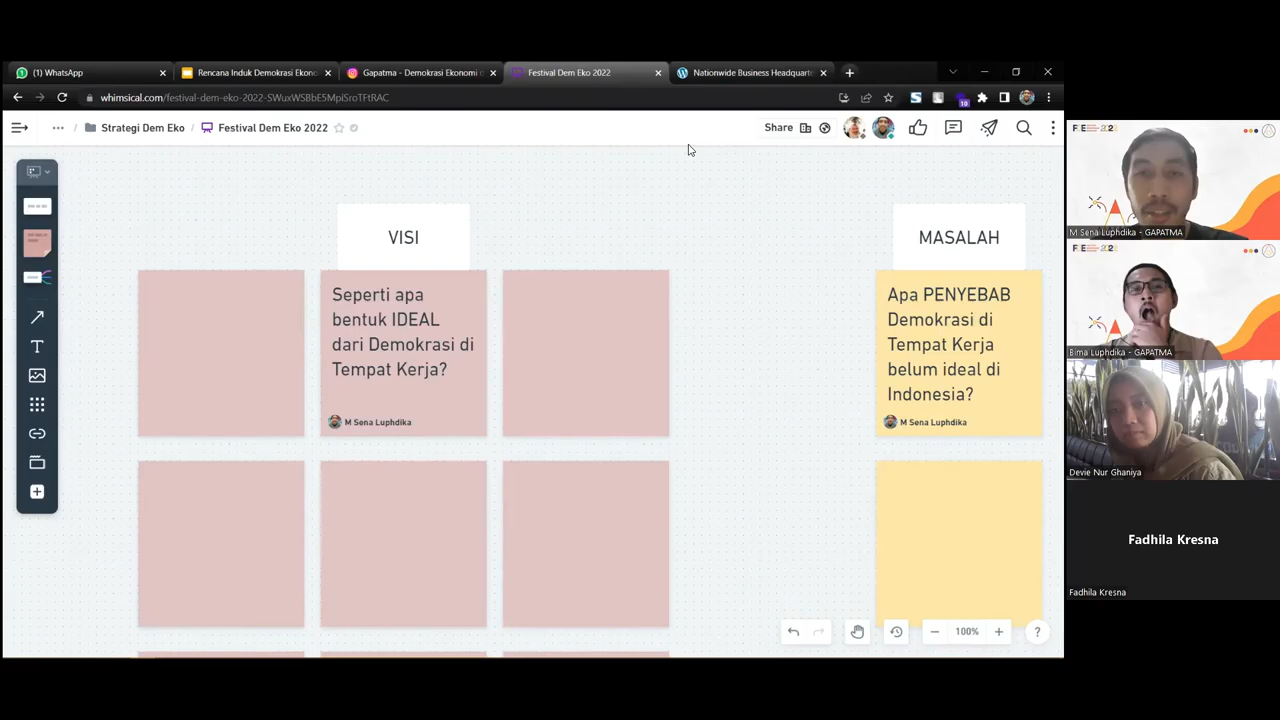 (1) WhatsApp
Rencana Induk Demokrasi Ekono
Gapatma - Demokrasi Ekonomi
Festival Dem Eko 2022
Nationwide Business Headquarte
whimsical.com/festival-dem-eko-2022-SWuxWSBbE5MpiSroTFtRAC
10
... / Strategi Dem Eko / Festival Dem Eko 2022
Share
VISI
MASALAH
Seperti apa
bentuk IDEAL
dari Demokrasi di
Tempat Kerja?
M Sena Luphdika
Apa PENYEBAB
Demokrasi di
Tempat Kerja
belum ideal di
Indonesia?
M Sena Luphdika
100%
?
M Sena Luphdika - GAPATMA
Bima Luphdika - GAPATMA
Devie Nur Ghaniya
Fadhila Kresna
Fadhila Kresna